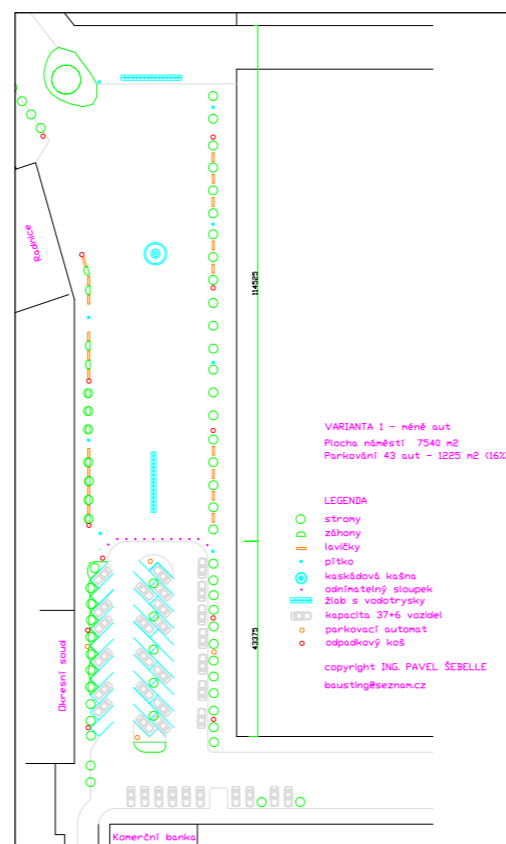 Radnice
114525
VARIANTA 1 - méně aut
Plocha náměstí 7540 m2
Parkování 43 aut - 1225 m2 (16%
LEGENDA
stromy
záhony
lavičky
pítko
kaskádová kašna
odnímatelný sloupek
žlab s vodotrysky
kapacita 37+6 vozidel
parkovací automat
odpadkový koš
43375
Okresní soud
copyright ING. PAVEL ŠEBELLE
bausting@seznam.cz
Komerční banka